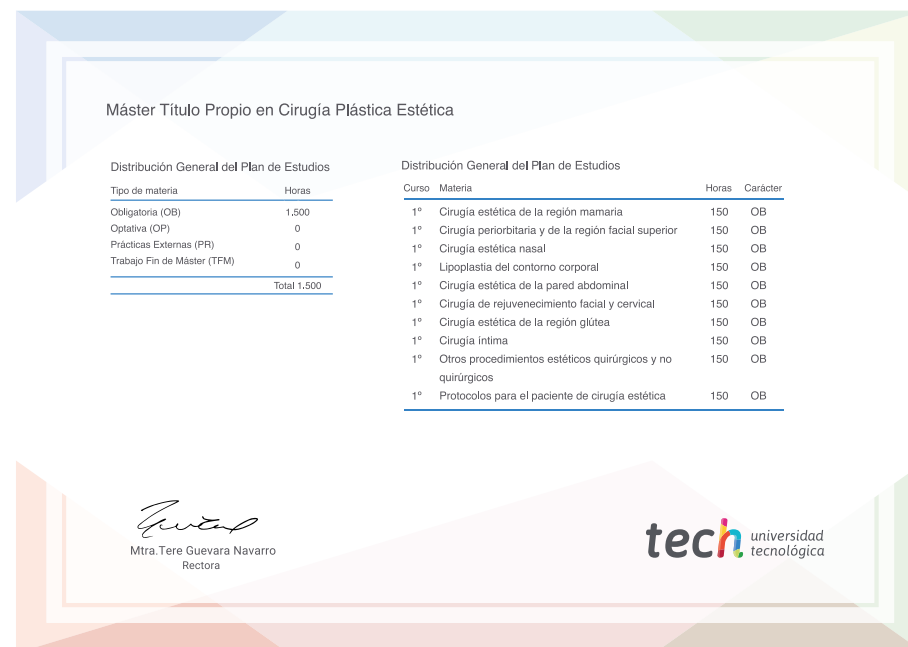 Máster Título Propio en Cirugía Plástica Estética
Distribución General del Plan de Estudios
Tipo de materia Horas
Obligatoria (OB) 1.500
Optativa (OP) 0
Prácticas Externas (PR) 0
Trabajo Fin de Máster (TFM) 0
Total 1.500
Distribución General del Plan de Estudios
Curso Materia Horas Carácter
1º Cirugía estética de la región mamaria 150 OB
1º Cirugía periorbitaria y de la región facial superior 150 OB
1º Cirugía estética nasal 150 OB
1º Lipoplastia del contorno corporal 150 OB
1º Cirugía estética de la pared abdominal 150 OB
1º Cirugía de rejuvenecimiento facial y cervical 150 OB
1º Cirugía estética de la región glútea 150 OB
1º Cirugía íntima 150 OB
1º Otros procedimientos estéticos quirúrgicos y no 150 OB
quirúrgicos
1º Protocolos para el paciente de cirugía estética 150 OB
Mtra.Tere Guevara Navarro
Rectora
tech universidad
tecnológica